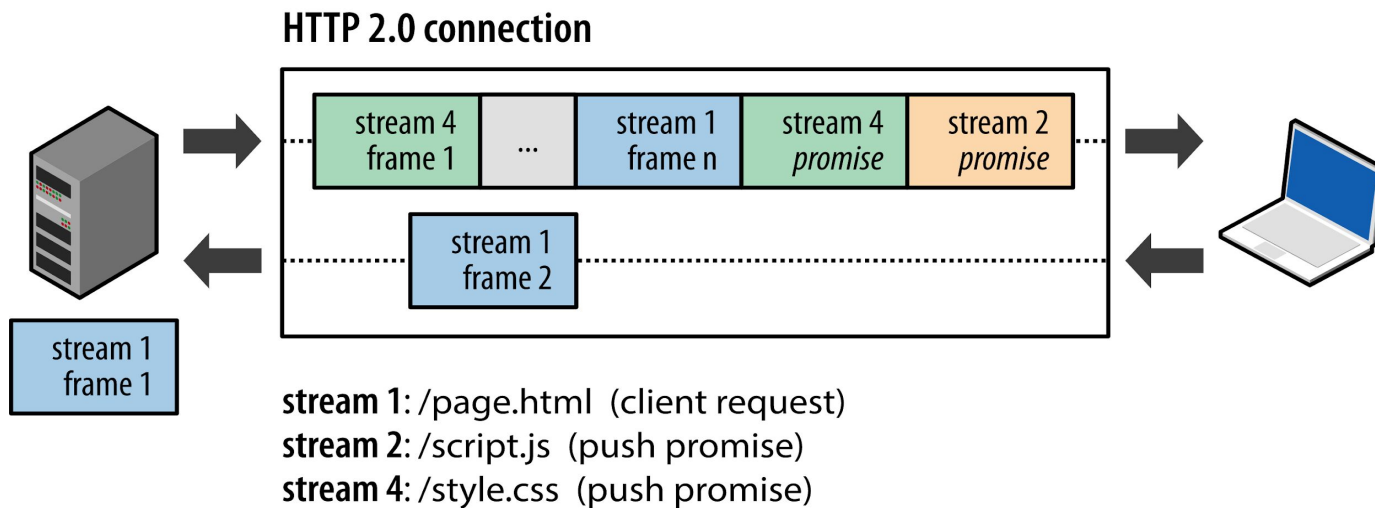 HTTP 2.0 connection
stream 4
frame 1
...
stream 1
frame n
stream 4
promise
stream 2
promise
stream 1
frame 2
stream 1
frame 1
stream 1: /page.html (client request)
stream 2: /script.js (push promise)
stream 4: /style.css (push promise)